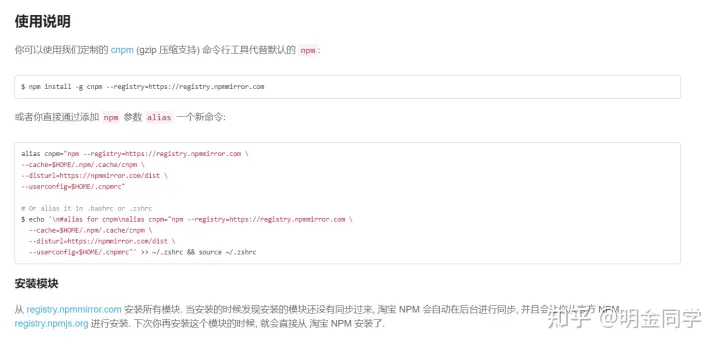 使用说明
你可以使用我们定制的 cnpm (gzip 压缩支持) 命令行工具代替默认的 npm:
$ npm install -g cnpm --registry=https://registry.npmmirror.com
或者你直接通过添加 npm 参数 alias 一个新命令:
alias cnpm="npm --registry=https://registry.npmmirror.com \
--cache=$HOME/.npm/.cache/cnpm \
--disturl=https://npmmirror.com/dist \
--userconfig=$HOME/.cnpmrc"
# Or alias it in .bashrc or .zshrc
$ echo '\n#alias for cnpm\nalias cnpm="npm --registry=https://registry.npmmirror.com \
--cache=$HOME/.npm/.cache/cnpm \
--disturl=https://npmmirror.com/dist \
--userconfig=$HOME/.cnpmrc"' >> ~/.zshrc && source ~/.zshrc
安装模块
从 registry.npmmirror.com 安装所有模块. 当安装的时候发现安装的模块还没有同步过来, 淘宝 NPM 会自动在后台进行同步, 并且会让你从官方 NPM
registry.npmjs.org 进行安装. 下次你再安装这个模块的时候, 就会直接从 淘宝 NPM 安装了.
知乎 @明金同学